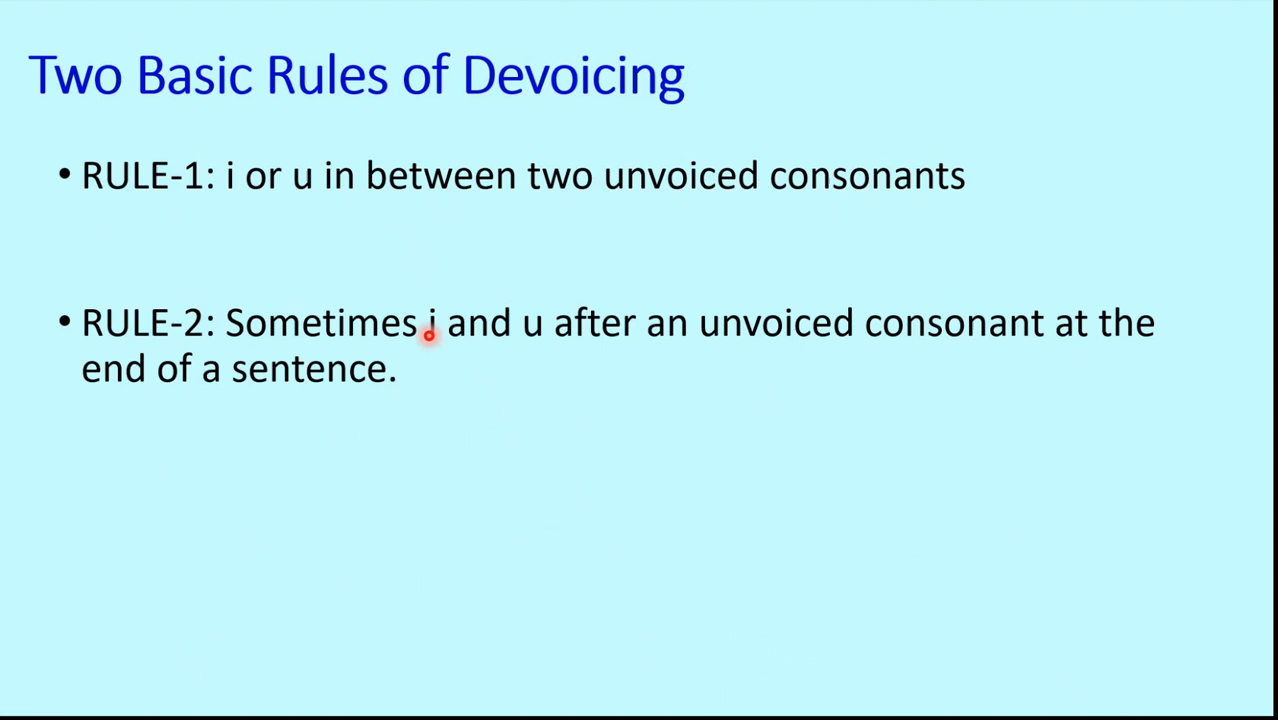 Two Basic Rules of Devoicing
• RULE-1: i or u in between two unvoiced consonants
• RULE-2: Sometimes i and u after an unvoiced consonant at the
end of a sentence.